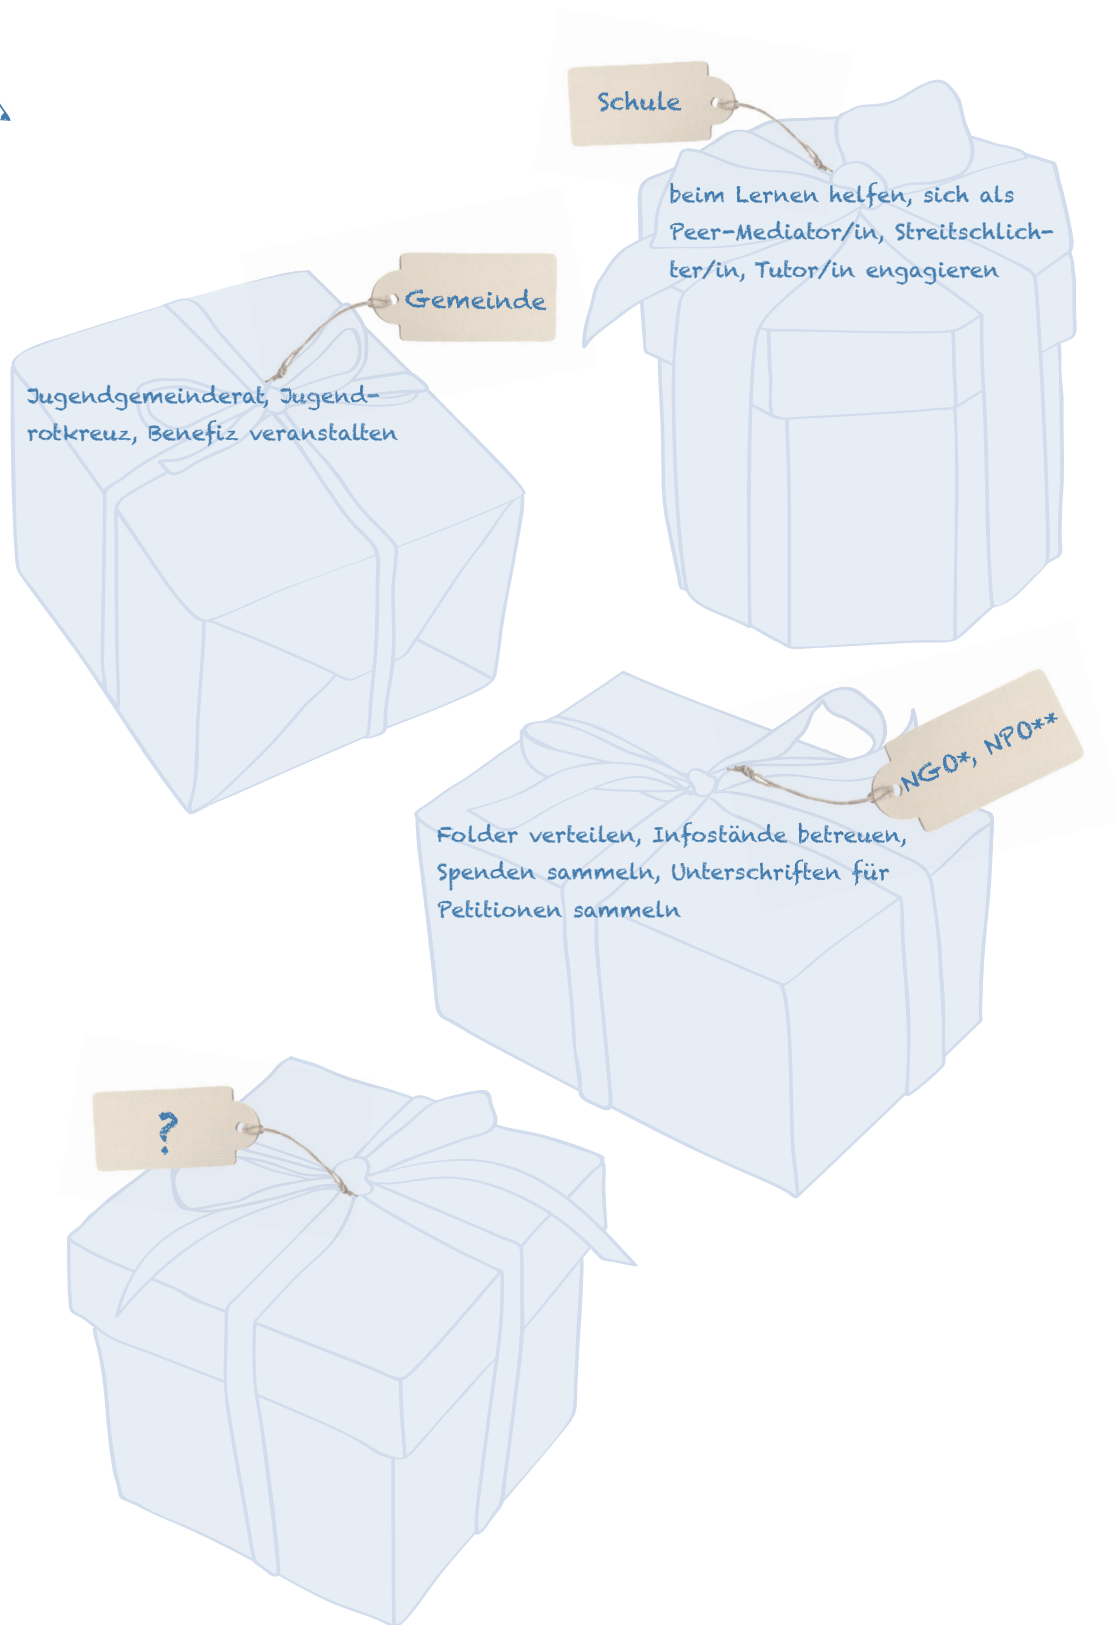 Schule
beim Lernen helfen, sich als
Peer-Mediator/in, Streitschlich-
ter/in, Tutor/in engagieren
Gemeinde
Jugendgemeinderat, Jugend-
rotkreuz, Benefiz veranstalten
NGO*, NPO**
Folder verteilen, Infostände betreuen,
Spenden sammeln, Unterschriften für
Petitionen sammeln
?